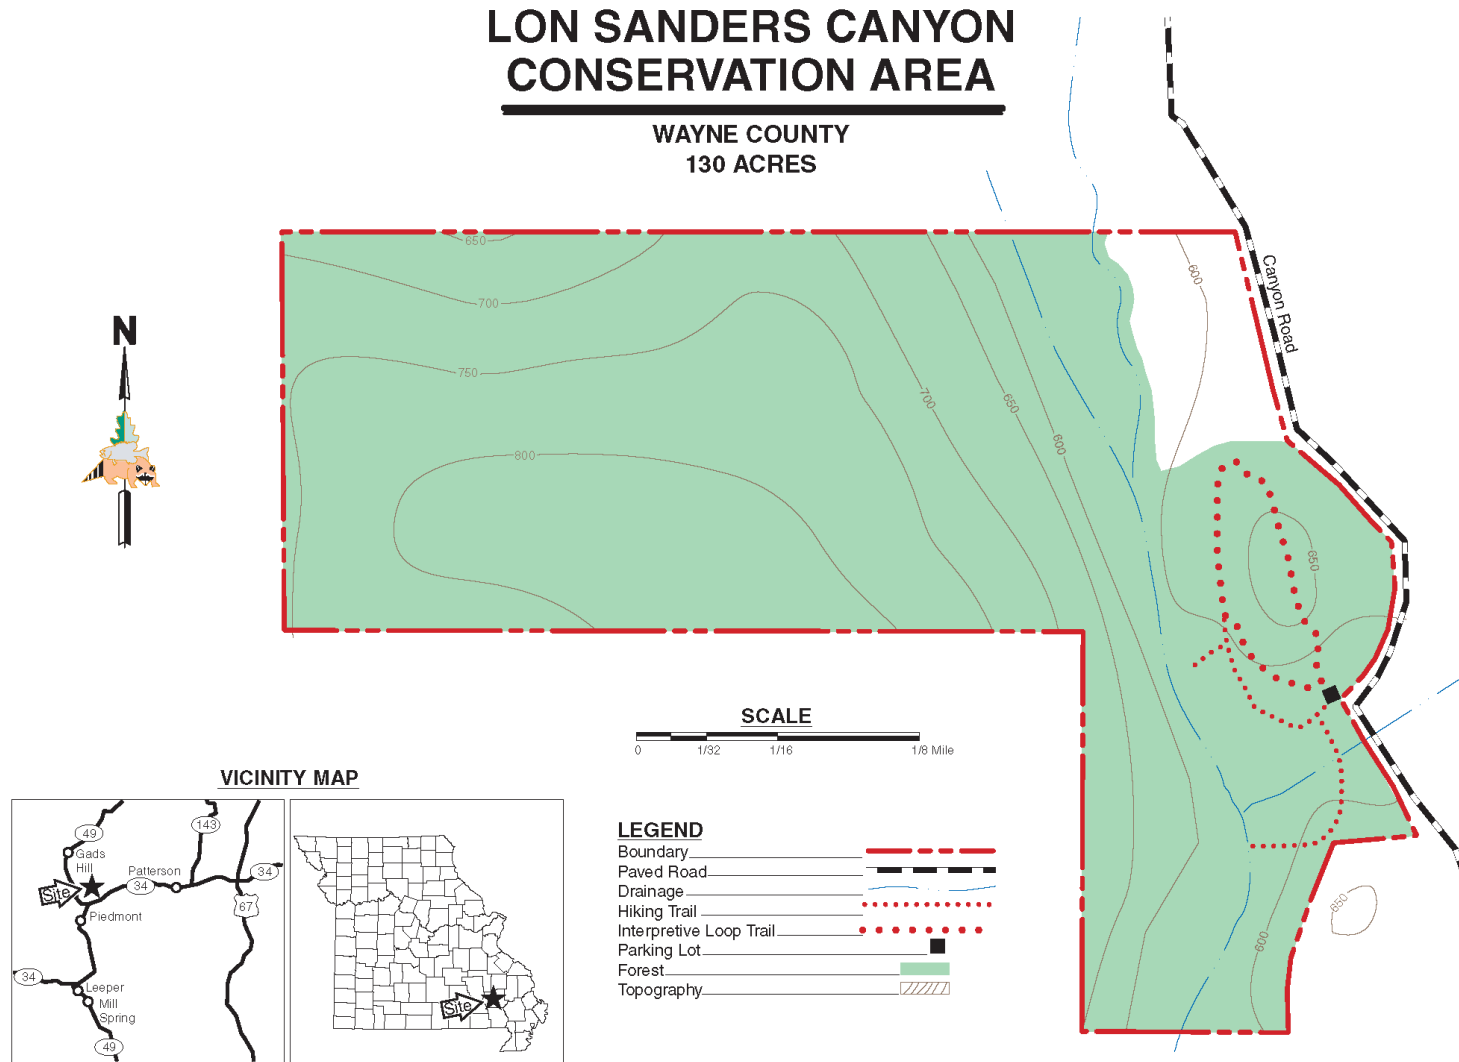 LON SANDERS CANYON
CONSERVATION AREA
WAYNE COUNTY
130 ACRES
650
700
750
800
700
650
600
600
Canyon Road
650
N
SCALE
0 1/32 1/16 1/8 Mile
VICINITY MAP
49
143
Gads
Hill
Patterson
34
34
Site
67
Piedmont
34
Leeper
Mill
Spring
49
Site
LEGEND
Boundary
Paved Road
Drainage
Hiking Trail
Interpretive Loop Trail
Parking Lot
Forest
Topography
650
600